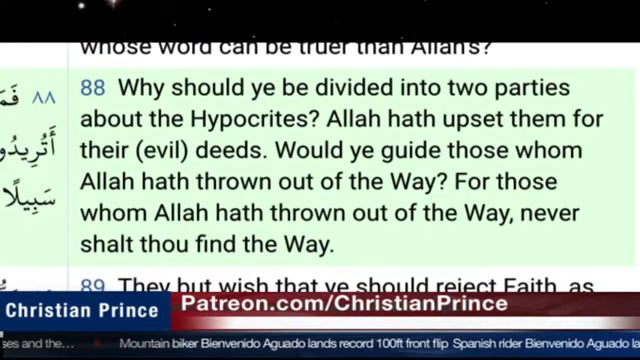 whose word can be truer than Allah's?
88 Why should ye be divided into two parties
about the Hypocrites? Allah hath upset them for
their (evil) deeds. Would ye guide those whom
Allah hath thrown out of the Way? For those
whom Allah hath thrown out of the Way, never
shalt thou find the Way.
٨٨ فَمَ
أَتُرِيدُو
سَبِيلًا
89 They but wish that ye should reject Faith, as
Christian Prince
Patreon.com/ChristianPrince
ses and the... Mountain biker Bienvenido Aguado lands record 100ft front flip Spanish rider Bienvenido Aguado la